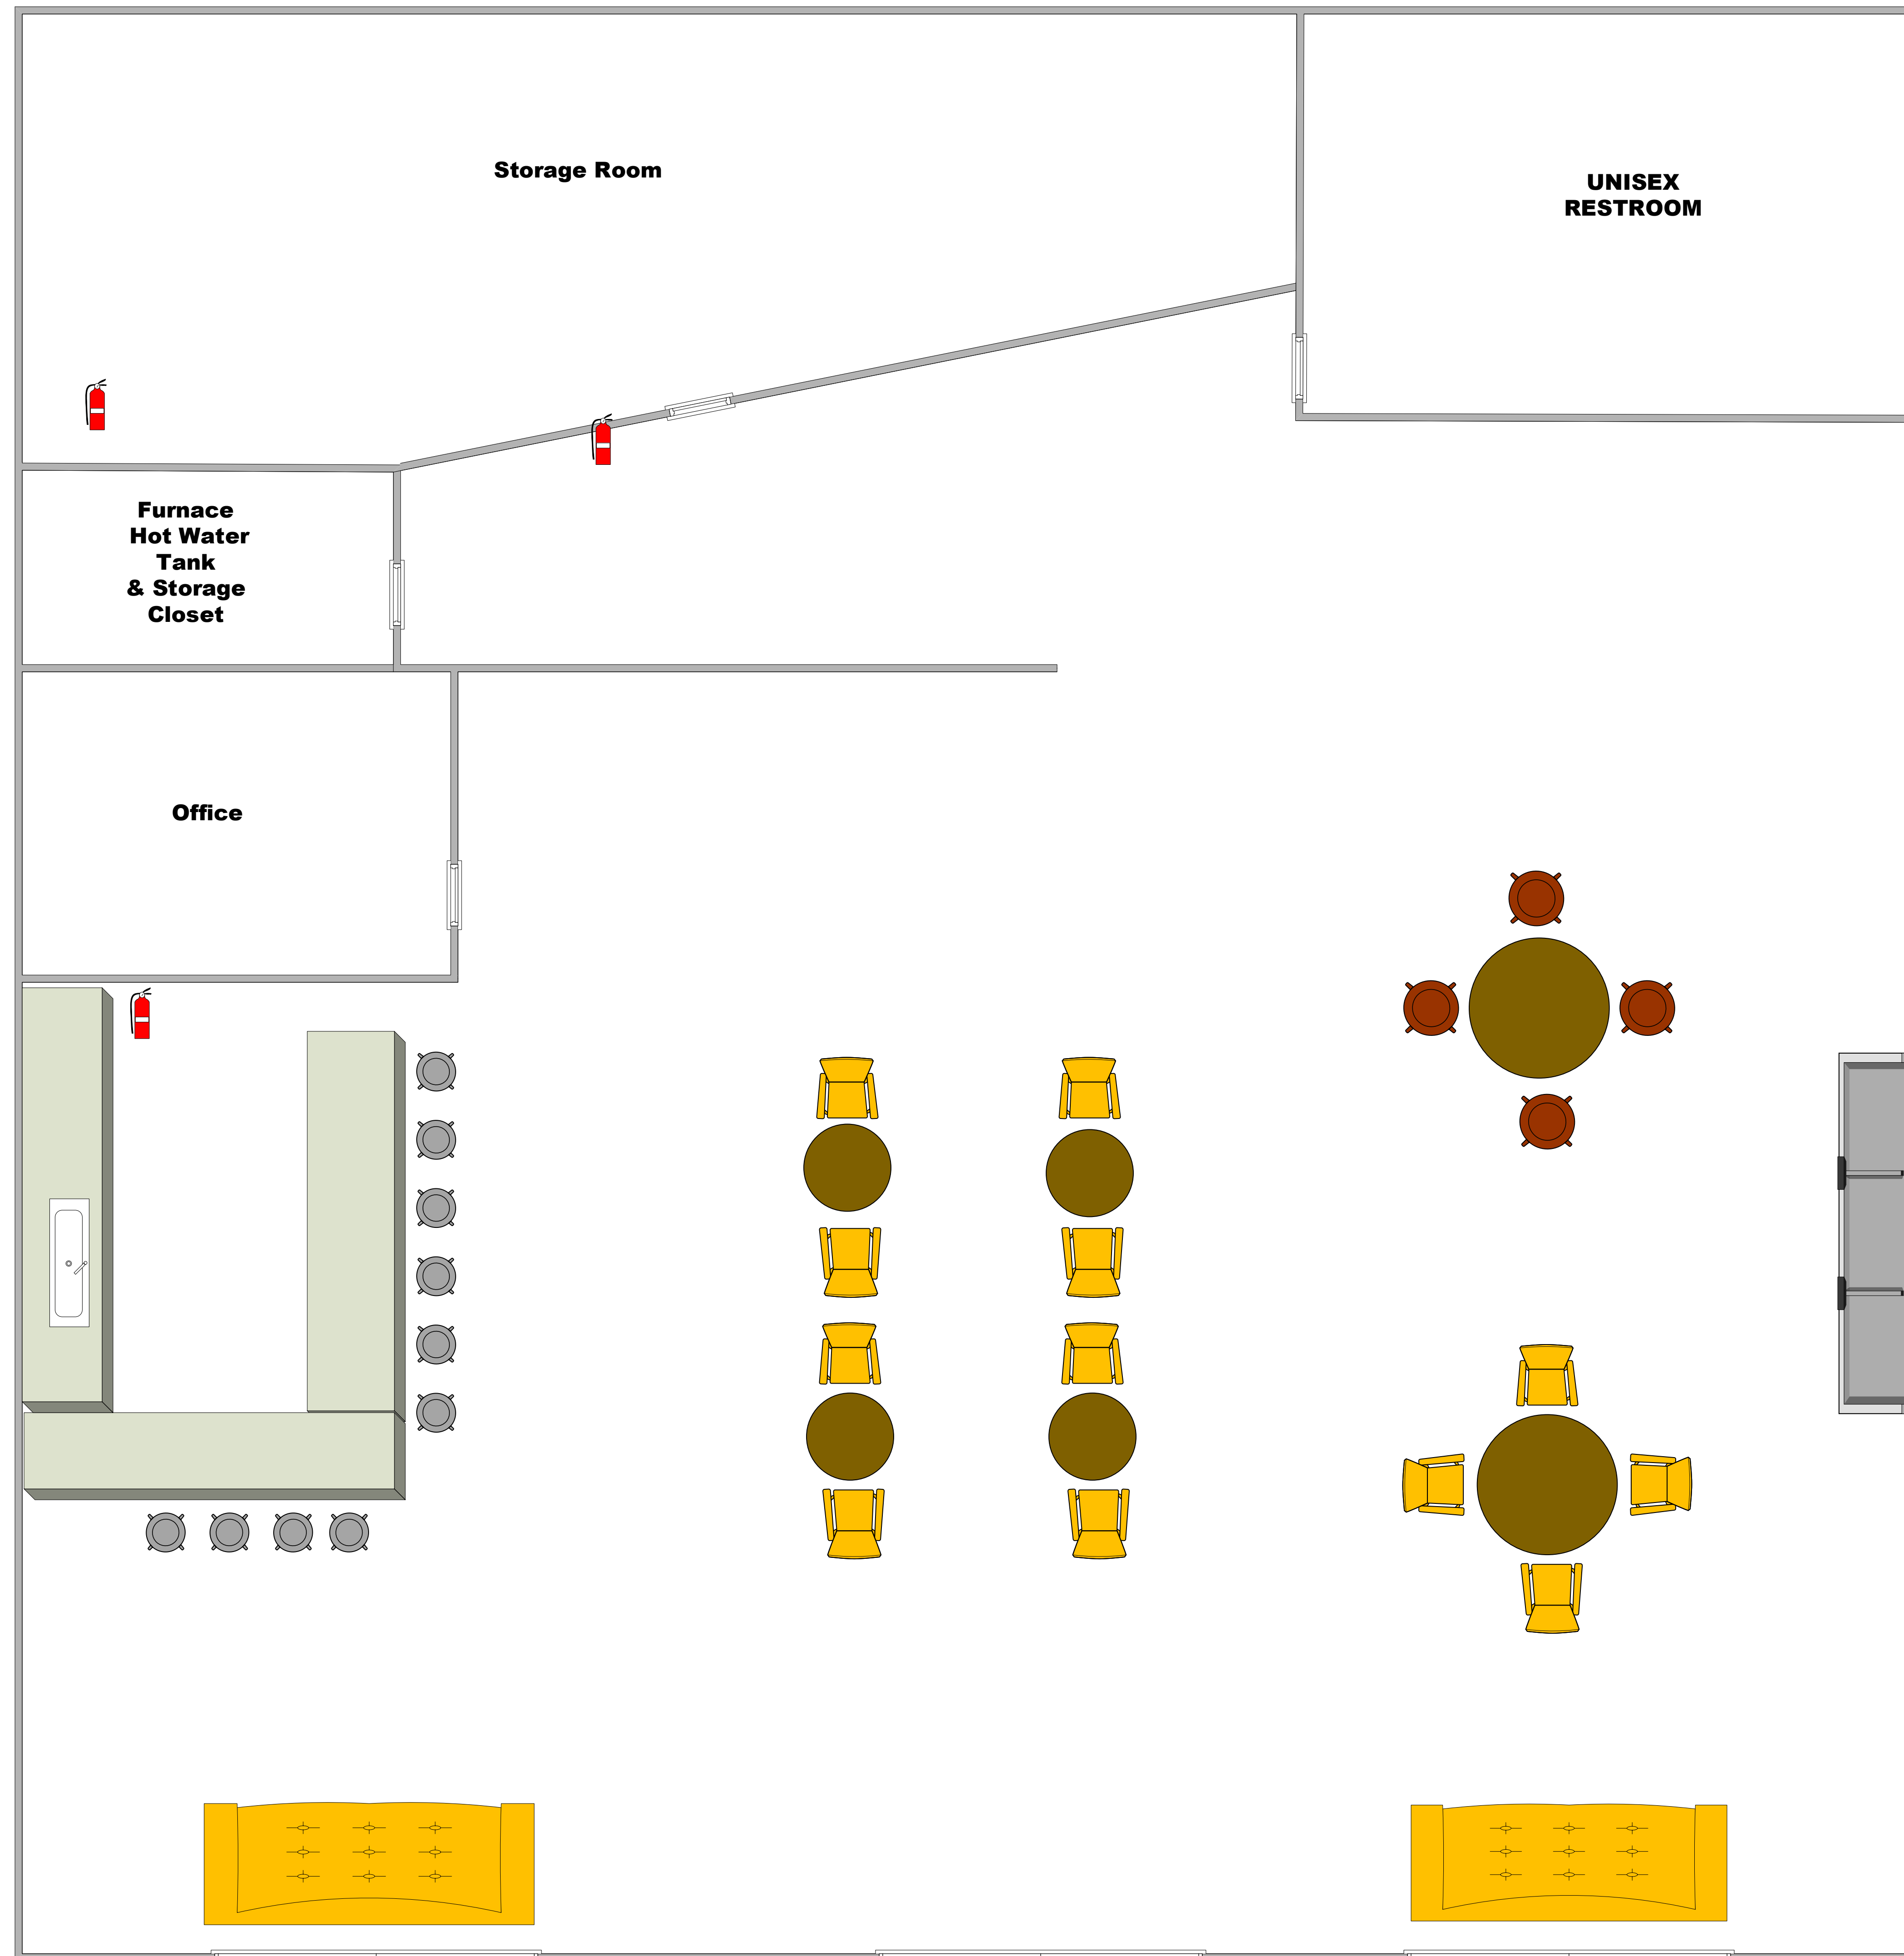 Storage Room
UNISEX
RESTROOM
Furnace
Hot Water
Tank
& Storage
Closet
Office